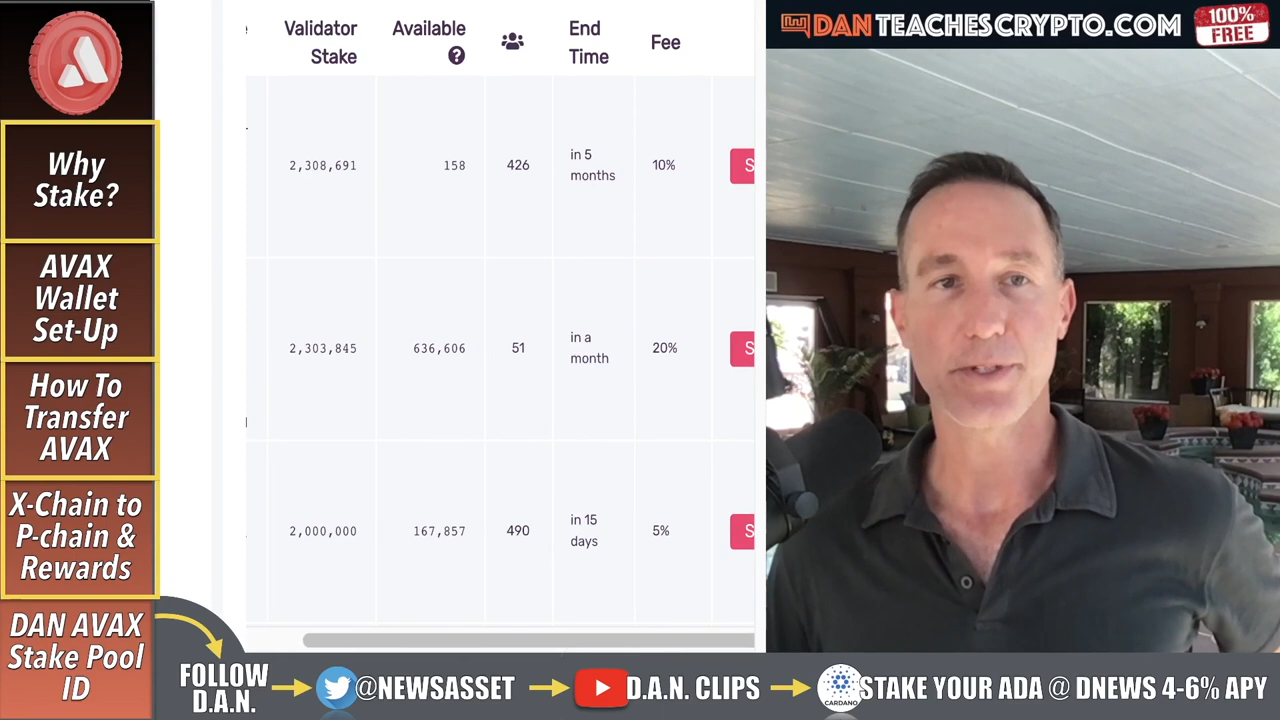 Why
Stake?
AVAX
Wallet
Set-Up
How To
Transfer
AVAX
X-Chain to
P-chain &
Rewards
DAN AVAX
Stake Pool
ID
Validator
Stake
Available
?
End
Time
Fee
2,308,691 158 426 in 5
months
10%
2,303,845 636,606 51 in a
month
20%
2,000,000 167,857 490 in 15
days
5%
DANTEACHESCRYPTO.COM
100%
FREE
FOLLOW
D.A.N.
@NEWSASSET
D.A.N. CLIPS
CARDANO
STAKE YOUR ADA @ DNEWS 4-6% APY